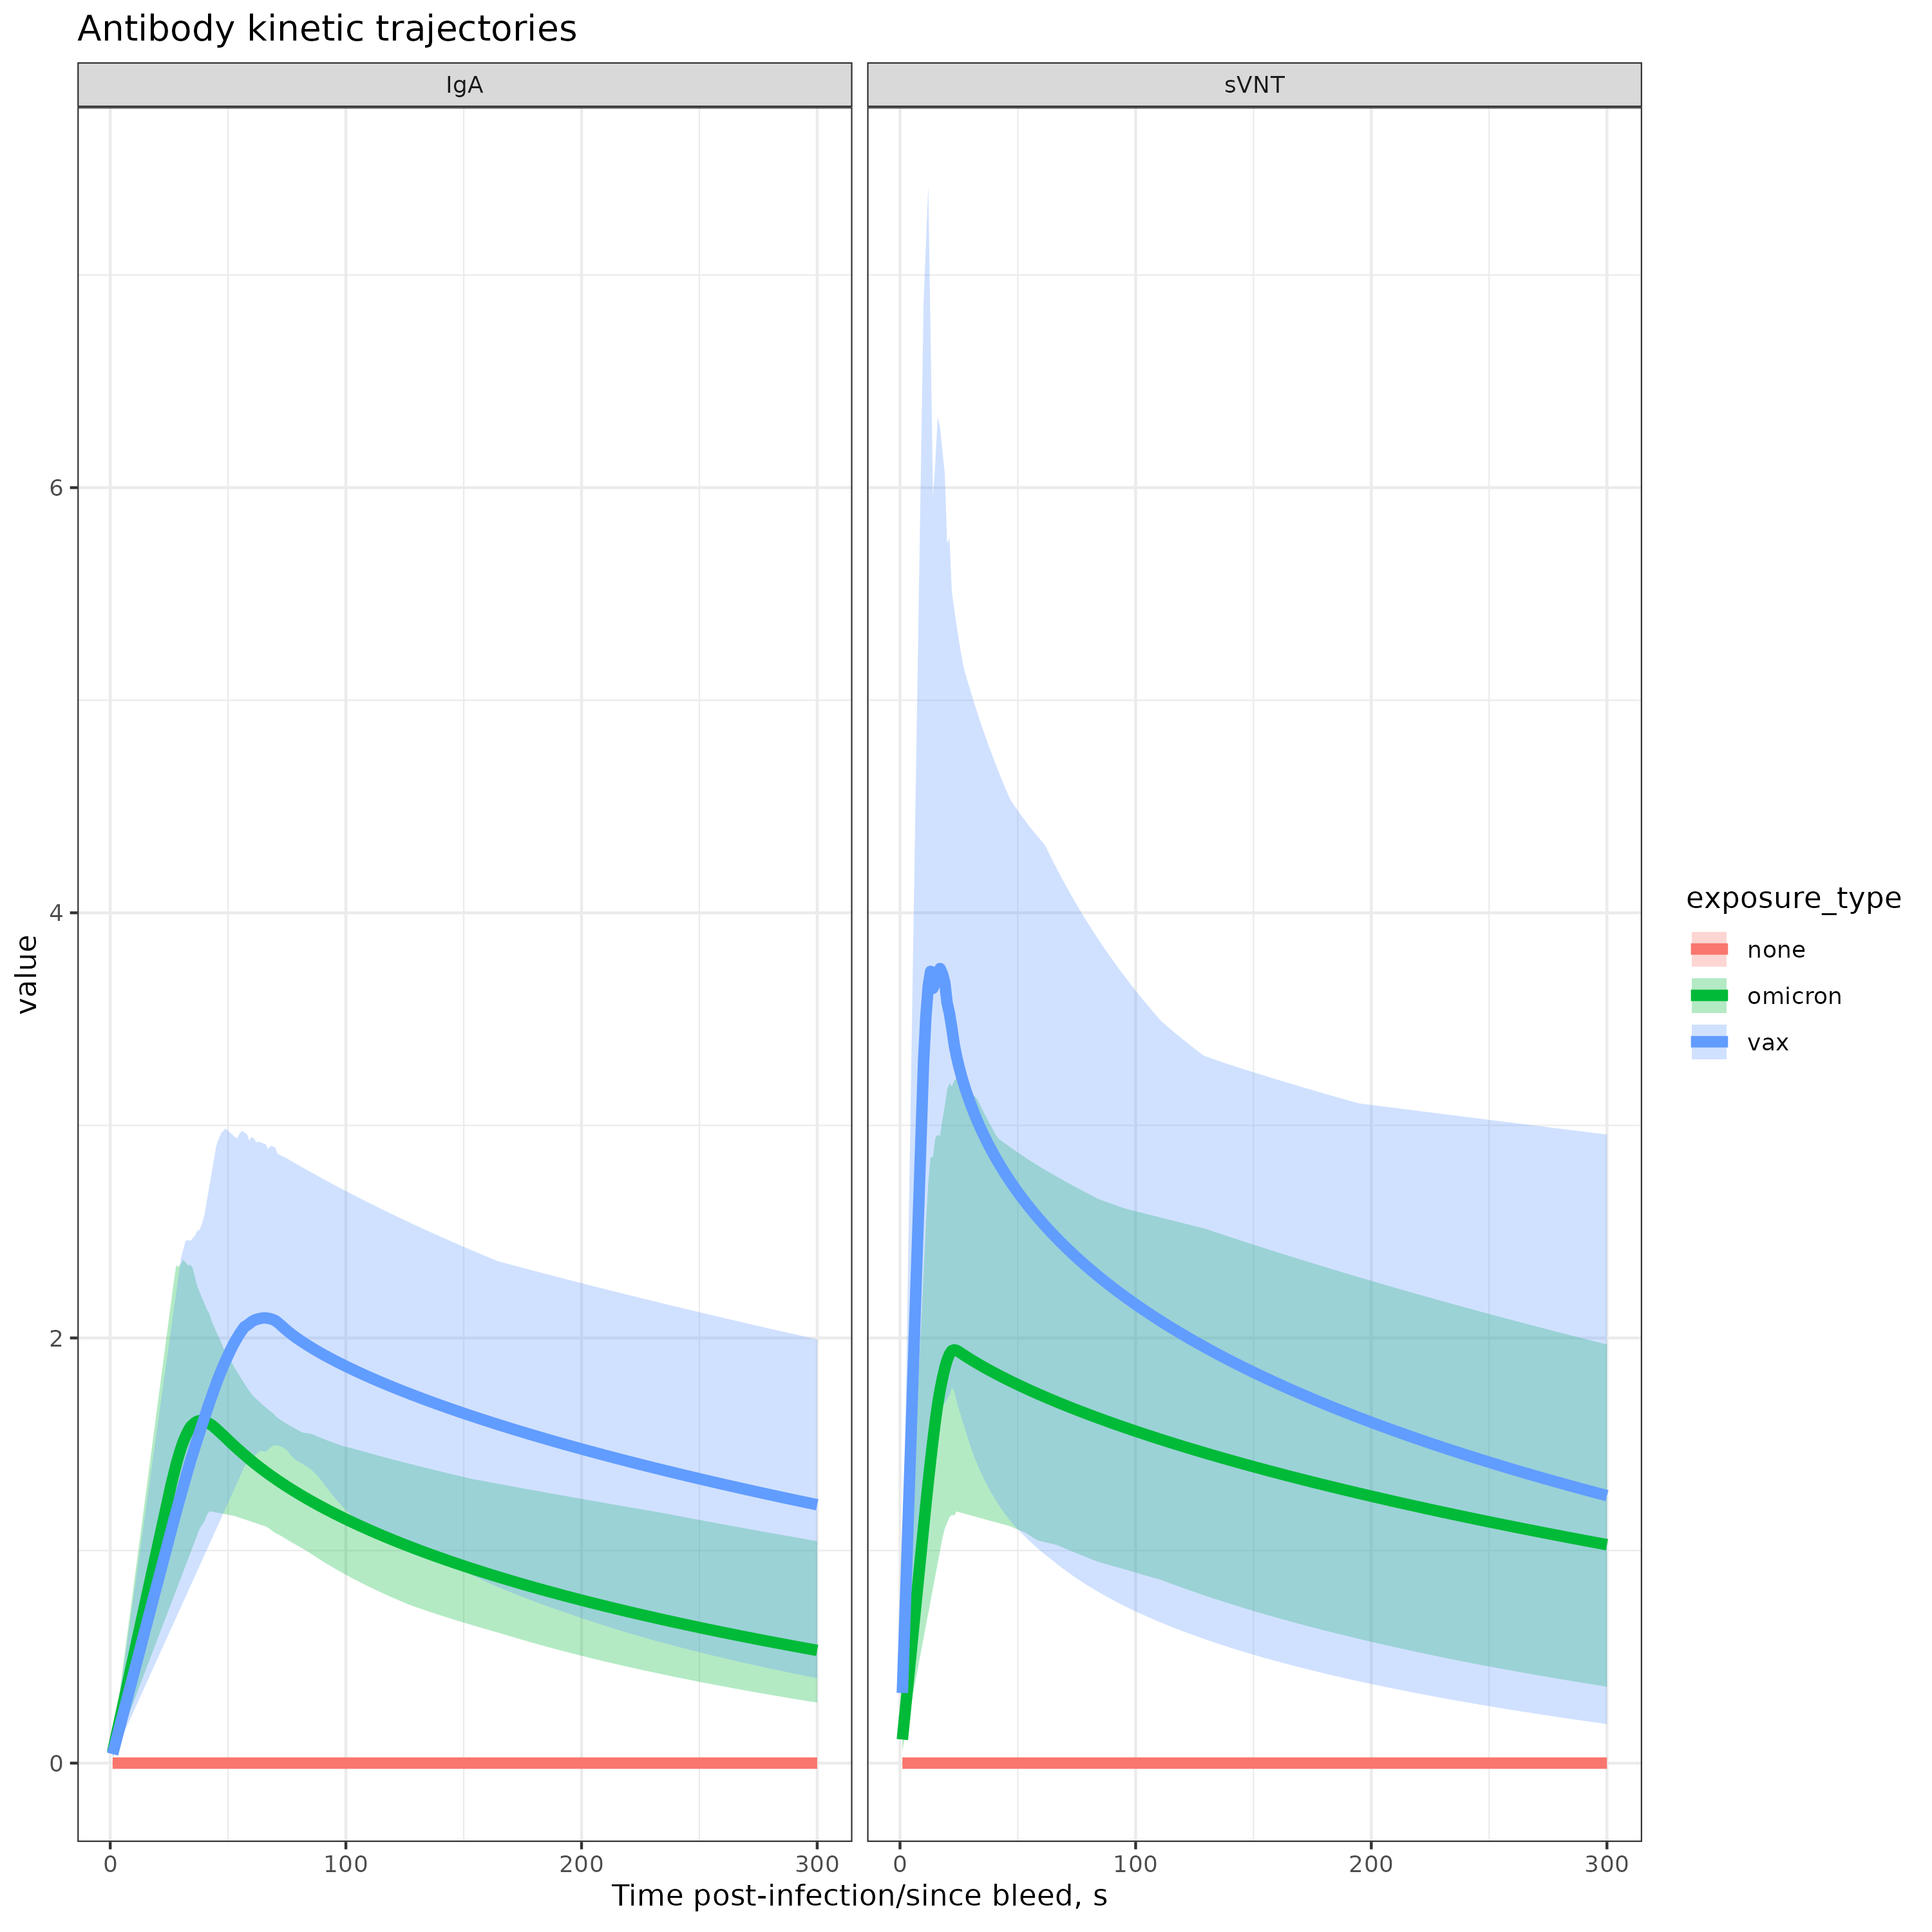 Antibody kinetic trajectories
IgA
sVNT
value
6
4
2
0
0
100
200
300
0
100
200
300
Time post-infection/since bleed, s
exposure_type
none
omicron
vax